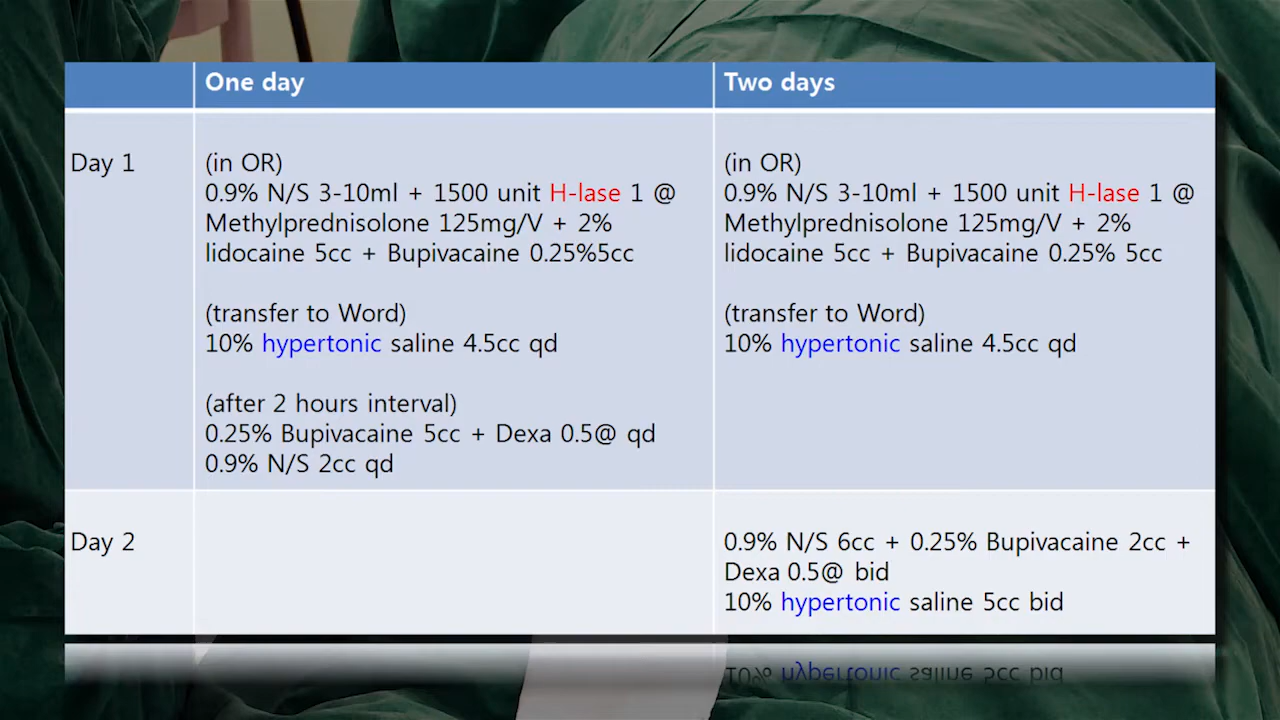 One day
Two days
Day 1
(in OR)
0.9% N/S 3-10ml + 1500 unit H-lase 1 @
Methylprednisolone 125mg/V + 2%
lidocaine 5cc + Bupivacaine 0.25%5cc
(transfer to Word)
10% hypertonic saline 4.5cc qd
(after 2 hours interval)
0.25% Bupivacaine 5cc + Dexa 0.5@ qd
0.9% N/S 2cc qd
(in OR)
0.9% N/S 3-10ml + 1500 unit H-lase 1 @
Methylprednisolone 125mg/V + 2%
lidocaine 5cc + Bupivacaine 0.25% 5cc
(transfer to Word)
10% hypertonic saline 4.5cc qd
Day 2
0.9% N/S 6cc + 0.25% Bupivacaine 2cc +
Dexa 0.5@ bid
10% hypertonic saline 5cc bid